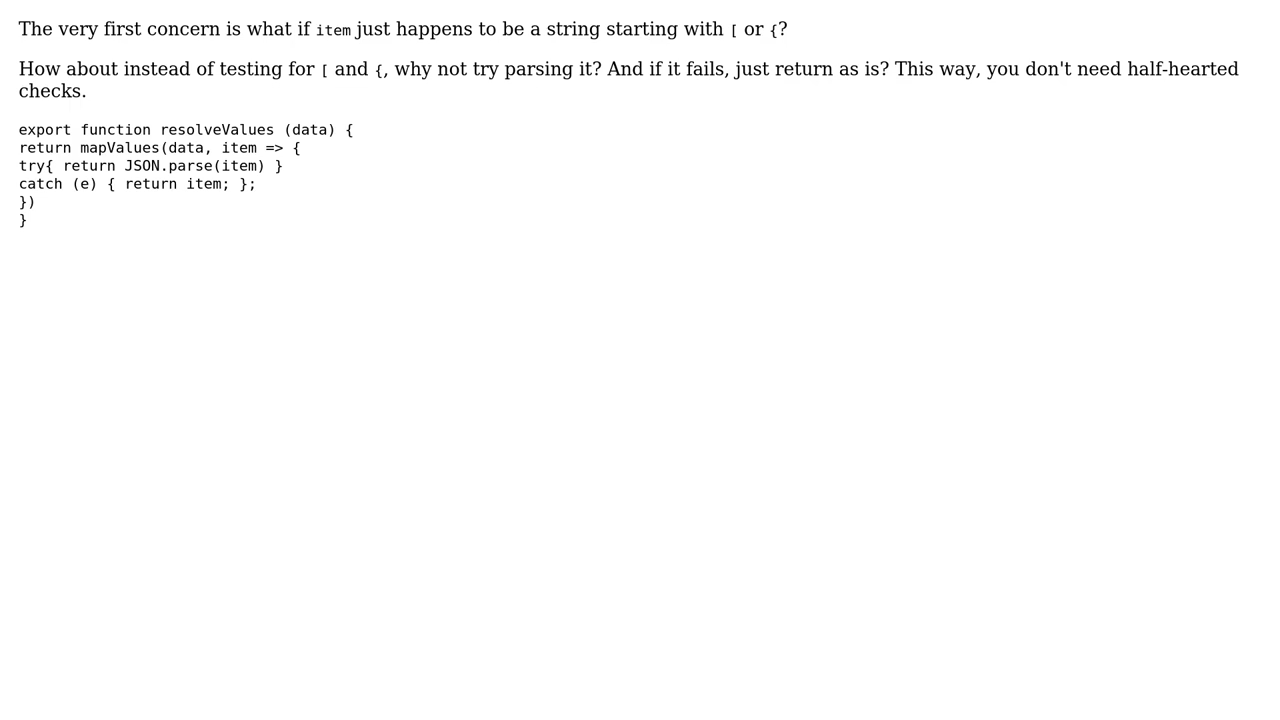 The very first concern is what if item just happens to be a string starting with [ or {?
How about instead of testing for [ and {, why not try parsing it? And if it fails, just return as is? This way, you don't need half-hearted
checks.
export function resolveValues (data) {
return mapValues(data, item => {
try{ return JSON.parse(item) }
catch (e) { return item; };
})
}